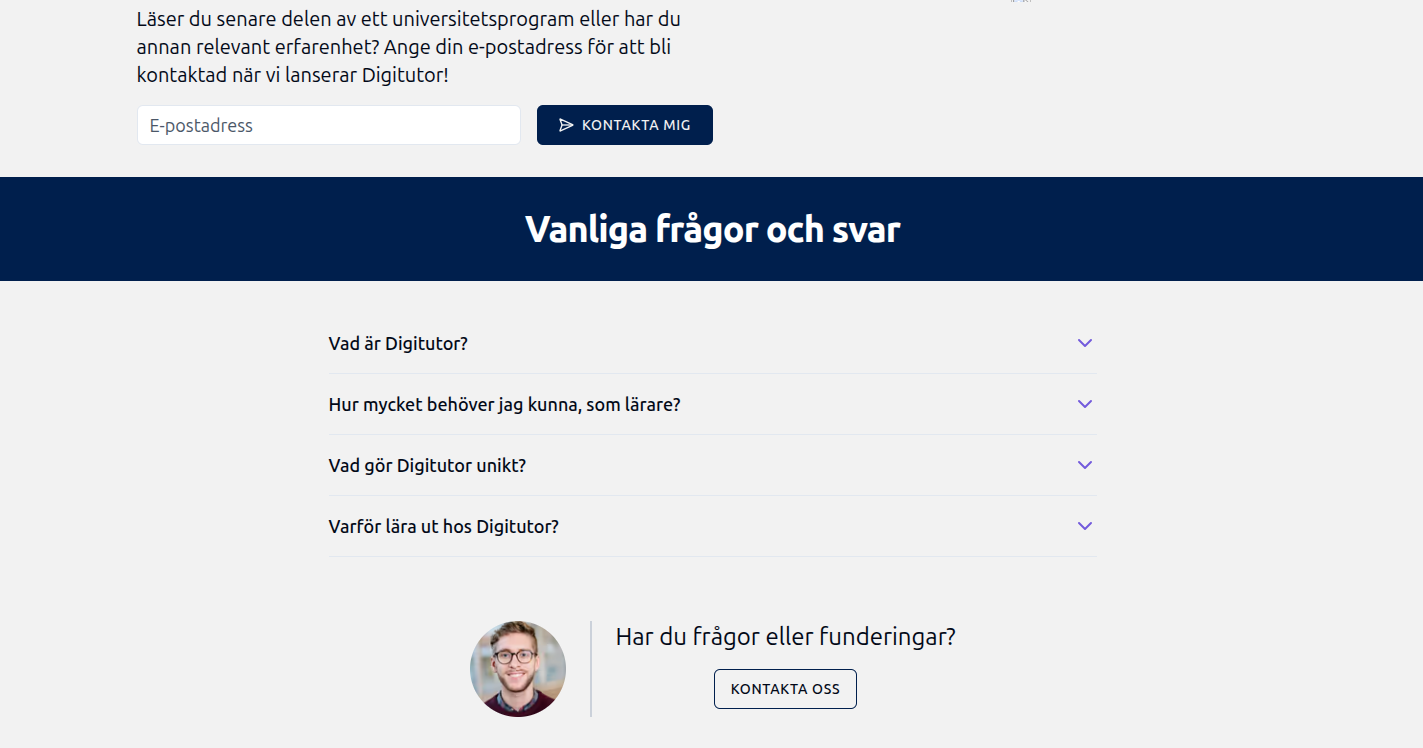 Läser du senare delen av ett universitetsprogram eller har du
annan relevant erfarenhet? Ange din e-postadress för att bli
kontaktad när vi lanserar Digitutor!
E-postadress
KONTAKTA MIG
Vanliga frågor och svar
Vad är Digitutor?
Hur mycket behöver jag kunna, som lärare?
Vad gör Digitutor unikt?
Varför lära ut hos Digitutor?
Har du frågor eller funderingar?
KONTAKTA OSS